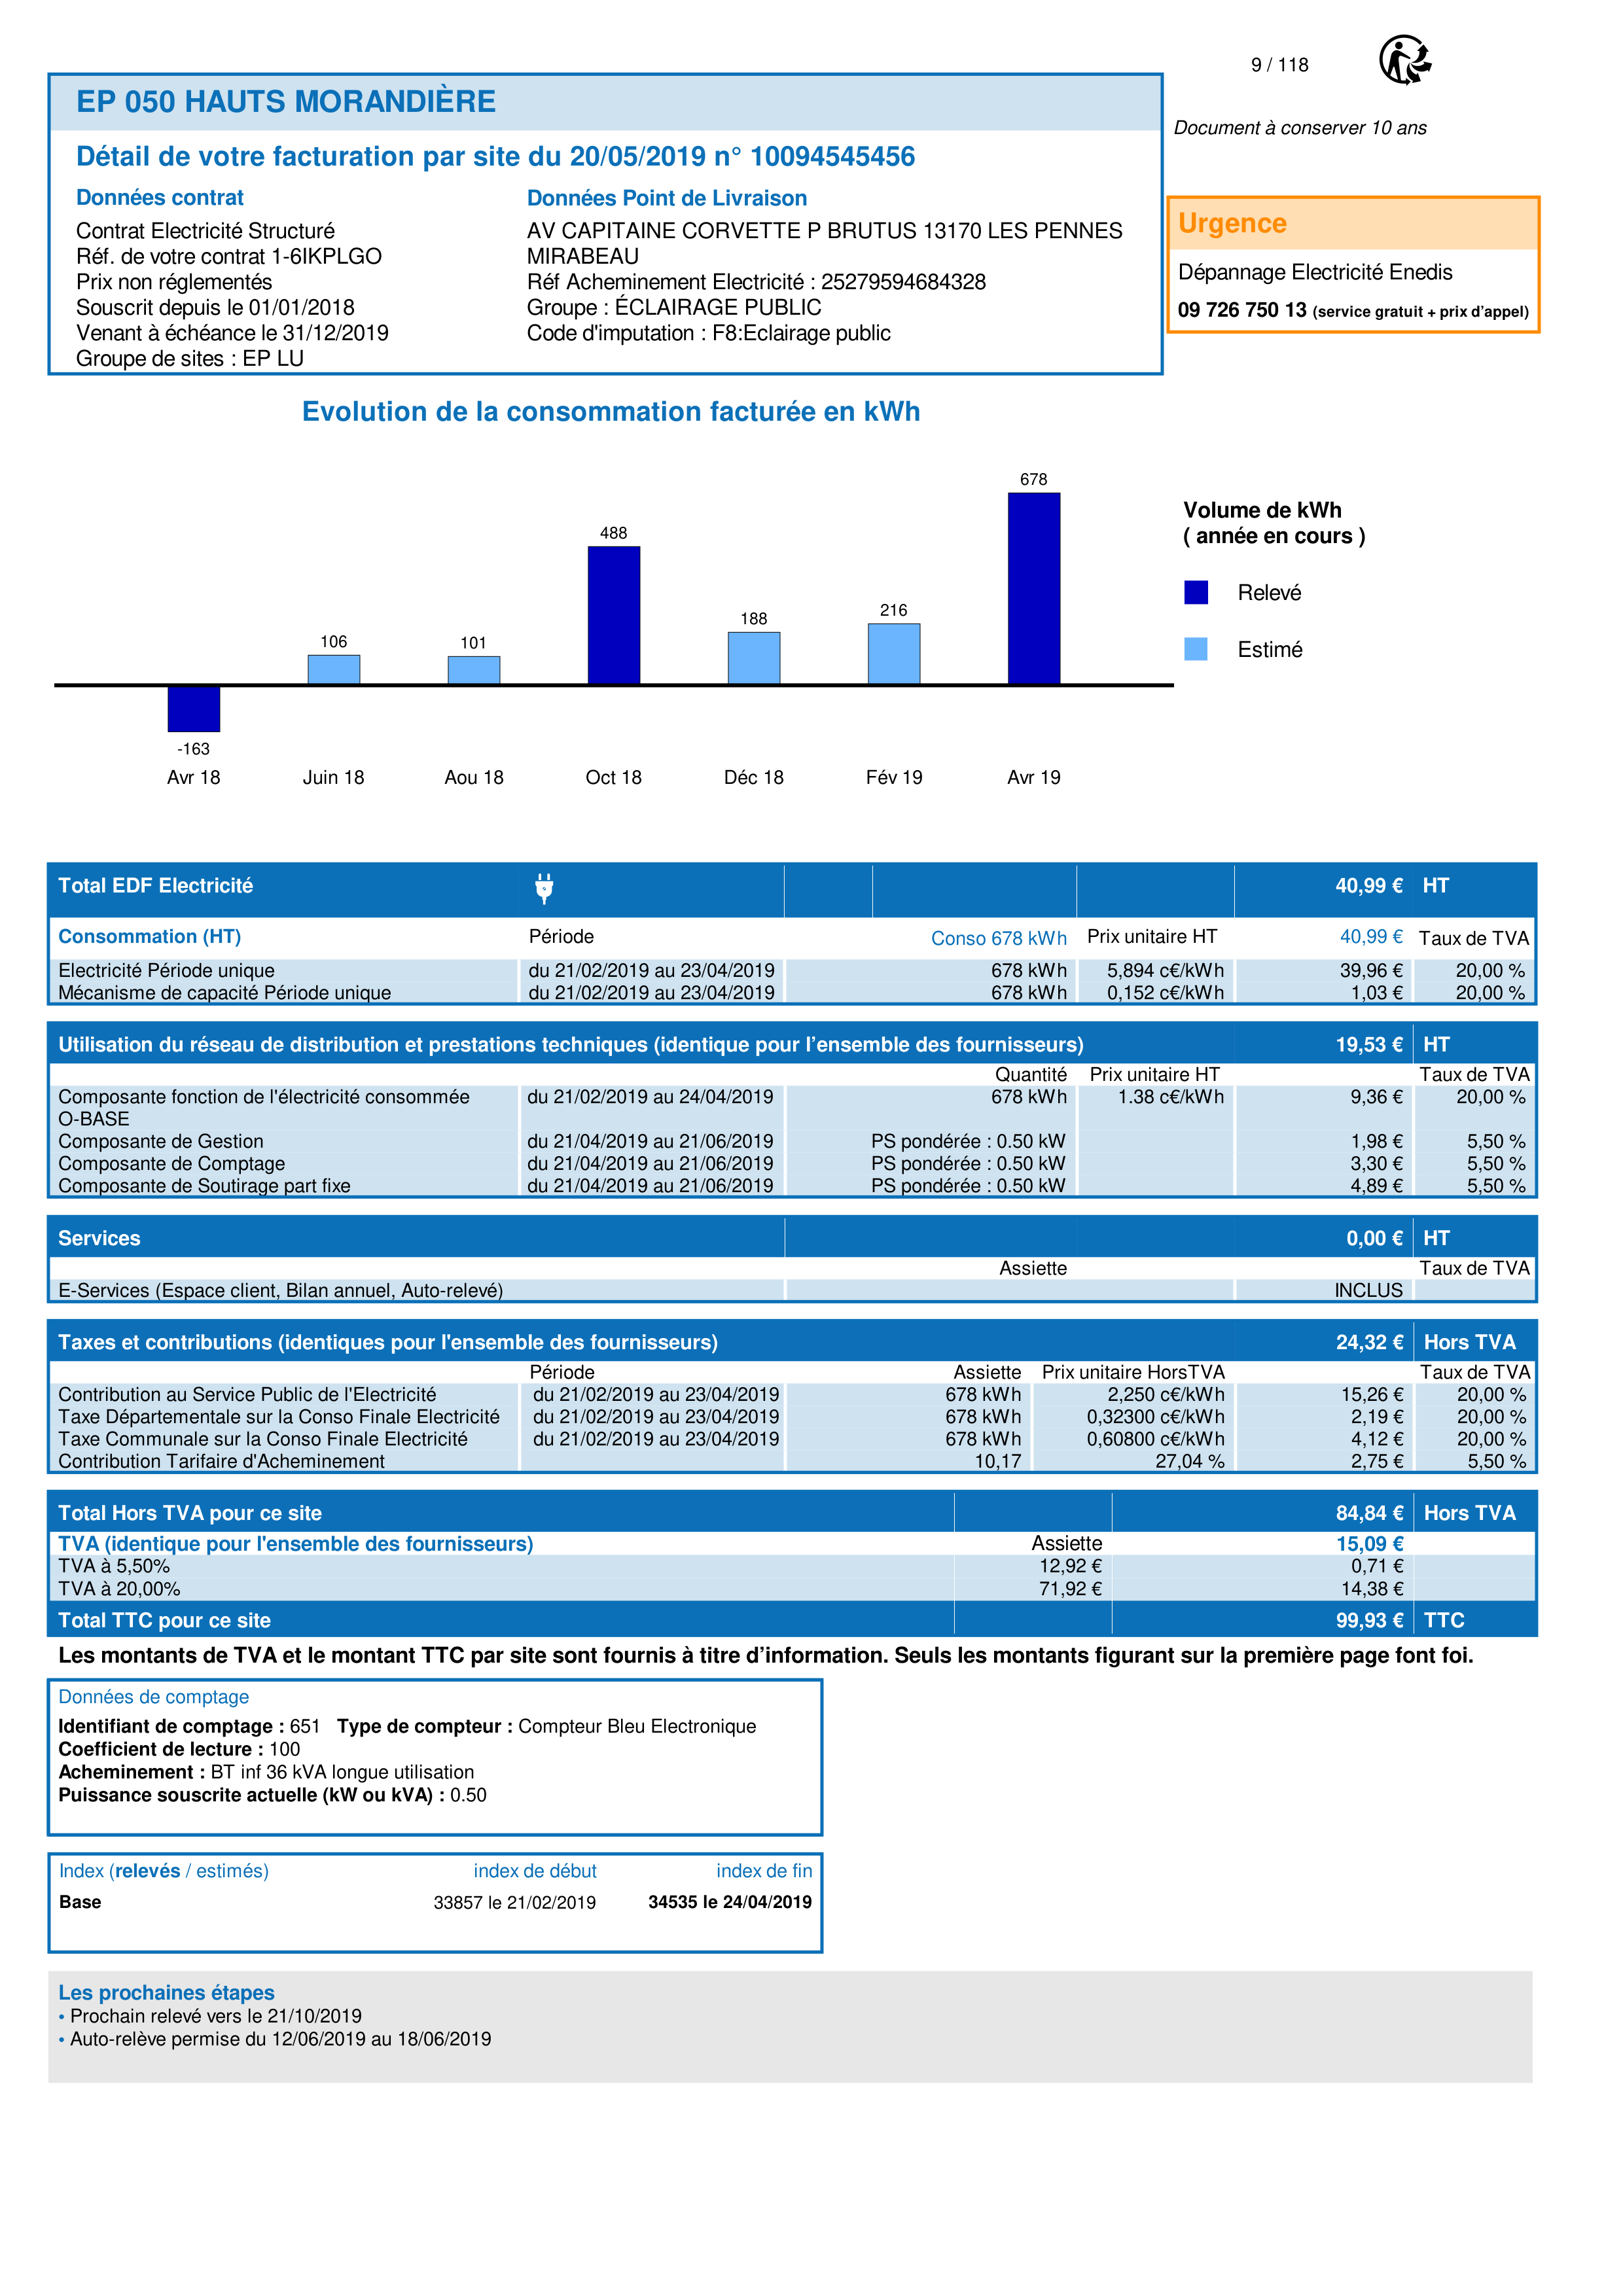 9 / 118
EP 050 HAUTS MORANDIÈRE
Document à conserver 10 ans
Détail de votre facturation par site du 20/05/2019 n° 10094545456
Données contrat
Contrat Electricité Structuré
Réf. de votre contrat 1-6IKPLGO
Prix non réglementés
Souscrit depuis le 01/01/2018
Venant à échéance le 31/12/2019
Groupe de sites : EP LU
Données Point de Livraison
AV CAPITAINE CORVETTE P BRUTUS 13170 LES PENNES
MIRABEAU
Réf Acheminement Electricité : 25279594684328
Groupe : ÉCLAIRAGE PUBLIC
Code d'imputation : F8:Eclairage public
Urgence
Dépannage Electricité Enedis
09 726 750 13 (service gratuit + prix d’appel)
Evolution de la consommation facturée en kWh
-163 106 101 488 188 216 678
Avr 18 Juin 18 Aou 18 Oct 18 Déc 18 Fév 19 Avr 19
Volume de kWh
( année en cours )
Relevé
Estimé
Total EDF Electricité 40,99 € HT
Consommation (HT) Période Conso 678 kWh Prix unitaire HT 40,99 € Taux de TVA
Electricité Période unique du 21/02/2019 au 23/04/2019 678 kWh 5,894 c€/kWh 39,96 € 20,00 %
Mécanisme de capacité Période unique du 21/02/2019 au 23/04/2019 678 kWh 0,152 c€/kWh 1,03 € 20,00 %
Utilisation du réseau de distribution et prestations techniques (identique pour l’ensemble des fournisseurs) 19,53 € HT
Quantité Prix unitaire HT Taux de TVA
Composante fonction de l'électricité consommée du 21/02/2019 au 24/04/2019 678 kWh 1.38 c€/kWh 9,36 € 20,00 %
O-BASE
Composante de Gestion du 21/04/2019 au 21/06/2019 PS pondérée : 0.50 kW 1,98 € 5,50 %
Composante de Comptage du 21/04/2019 au 21/06/2019 PS pondérée : 0.50 kW 3,30 € 5,50 %
Composante de Soutirage part fixe du 21/04/2019 au 21/06/2019 PS pondérée : 0.50 kW 4,89 € 5,50 %
Services 0,00 € HT
Assiette Taux de TVA
E-Services (Espace client, Bilan annuel, Auto-relevé) INCLUS
Taxes et contributions (identiques pour l'ensemble des fournisseurs) 24,32 € Hors TVA
Période Assiette Prix unitaire HorsTVA Taux de TVA
Contribution au Service Public de l'Electricité du 21/02/2019 au 23/04/2019 678 kWh 2,250 c€/kWh 15,26 € 20,00 %
Taxe Départementale sur la Conso Finale Electricité du 21/02/2019 au 23/04/2019 678 kWh 0,32300 c€/kWh 2,19 € 20,00 %
Taxe Communale sur la Conso Finale Electricité du 21/02/2019 au 23/04/2019 678 kWh 0,60800 c€/kWh 4,12 € 20,00 %
Contribution Tarifaire d'Acheminement 10,17 27,04 % 2,75 € 5,50 %
Total Hors TVA pour ce site 84,84 € Hors TVA
TVA (identique pour l'ensemble des fournisseurs) Assiette 15,09 €
TVA à 5,50% 12,92 € 0,71 €
TVA à 20,00% 71,92 € 14,38 €
Total TTC pour ce site 99,93 € TTC
Les montants de TVA et le montant TTC par site sont fournis à titre d’information. Seuls les montants figurant sur la première page font foi.
Données de comptage
Identifiant de comptage : 651 Type de compteur : Compteur Bleu Electronique
Coefficient de lecture : 100
Acheminement : BT inf 36 kVA longue utilisation
Puissance souscrite actuelle (kW ou kVA) : 0.50
Index (relevés / estimés) index de début index de fin
Base 33857 le 21/02/2019 34535 le 24/04/2019
Les prochaines étapes
• Prochain relevé vers le 21/10/2019
• Auto-relève permise du 12/06/2019 au 18/06/2019